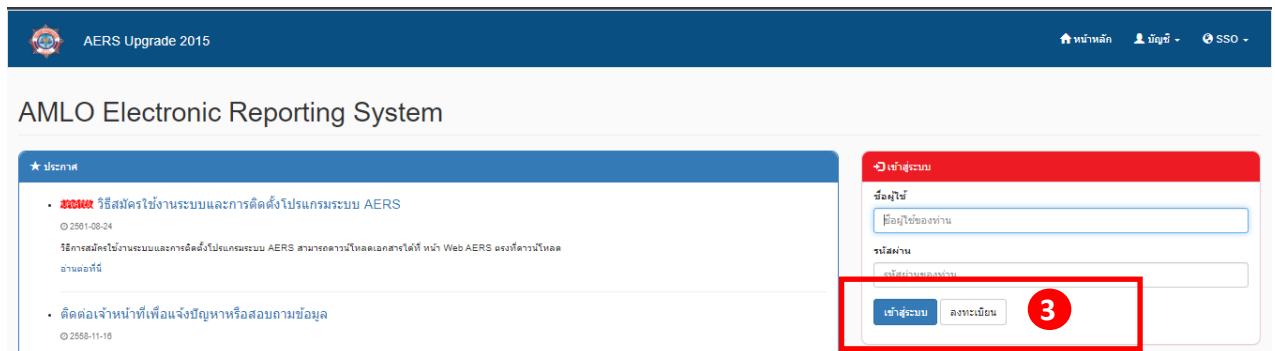 AERS Upgrade 2015
หน้าหลัก บัญชี SSO
AMLO Electronic Reporting System
ประกาศ
วิธีสมัครใช้งานระบบและการติดตั้งโปรแกรมระบบ AERS
2561-08-24
วิธีการสมัครใช้งานระบบและการติดตั้งโปรแกรมระบบ AERS สามารถดาวน์โหลดเอกสารได้ที่ หน้า Web AERS ตรงที่ดาวน์โหลด
อ่านต่อที่นี่
ติดต่อเจ้าหน้าที่เพื่อแจ้งปัญหาหรือสอบถามข้อมูล
2558-11-16
เข้าสู่ระบบ
ชื่อผู้ใช้
ชื่อผู้ใช้ของท่าน
รหัสผ่าน
รหัสผ่านของท่าน
เข้าสู่ระบบ ลงทะเบียน 3